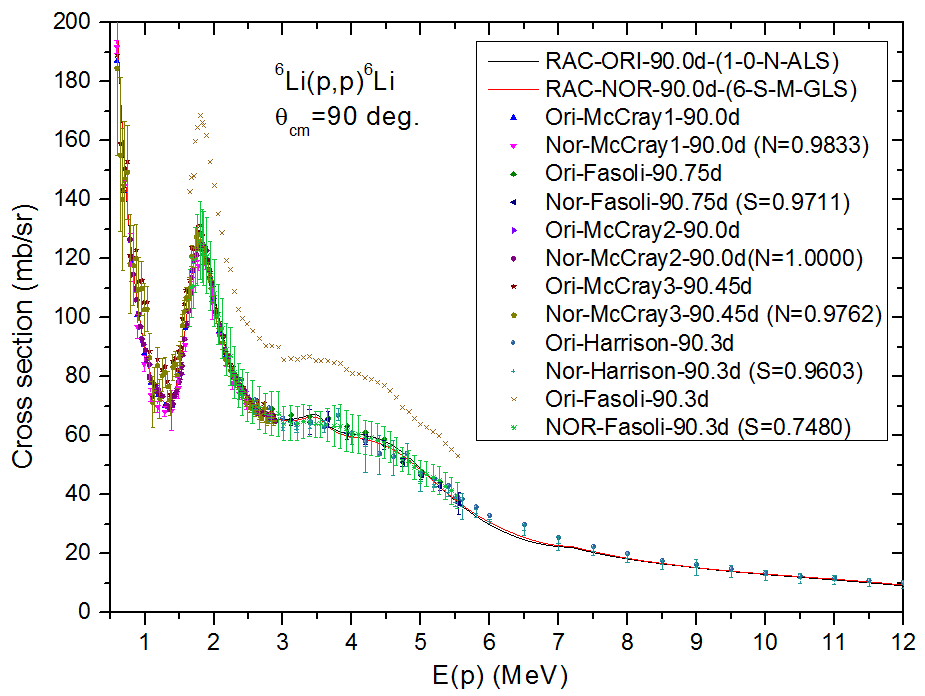 200
180
160
140
120
100
80
60
40
20
0
Cross section (mb/sr)
⁶Li(p,p)⁶Li
θcm=90 deg.
RAC-ORI-90.0d-(1-0-N-ALS)
RAC-NOR-90.0d-(6-S-M-GLS)
Ori-McCray1-90.0d
Nor-McCray1-90.0d (N=0.9833)
Ori-Fasoli-90.75d
Nor-Fasoli-90.75d (S=0.9711)
Ori-McCray2-90.0d
Nor-McCray2-90.0d(N=1.0000)
Ori-McCray3-90.45d
Nor-McCray3-90.45d (N=0.9762)
Ori-Harrison-90.3d
Nor-Harrison-90.3d (S=0.9603)
Ori-Fasoli-90.3d
NOR-Fasoli-90.3d (S=0.7480)
1 2 3 4 5 6 7 8 9 10 11 12
E(p) (MeV)